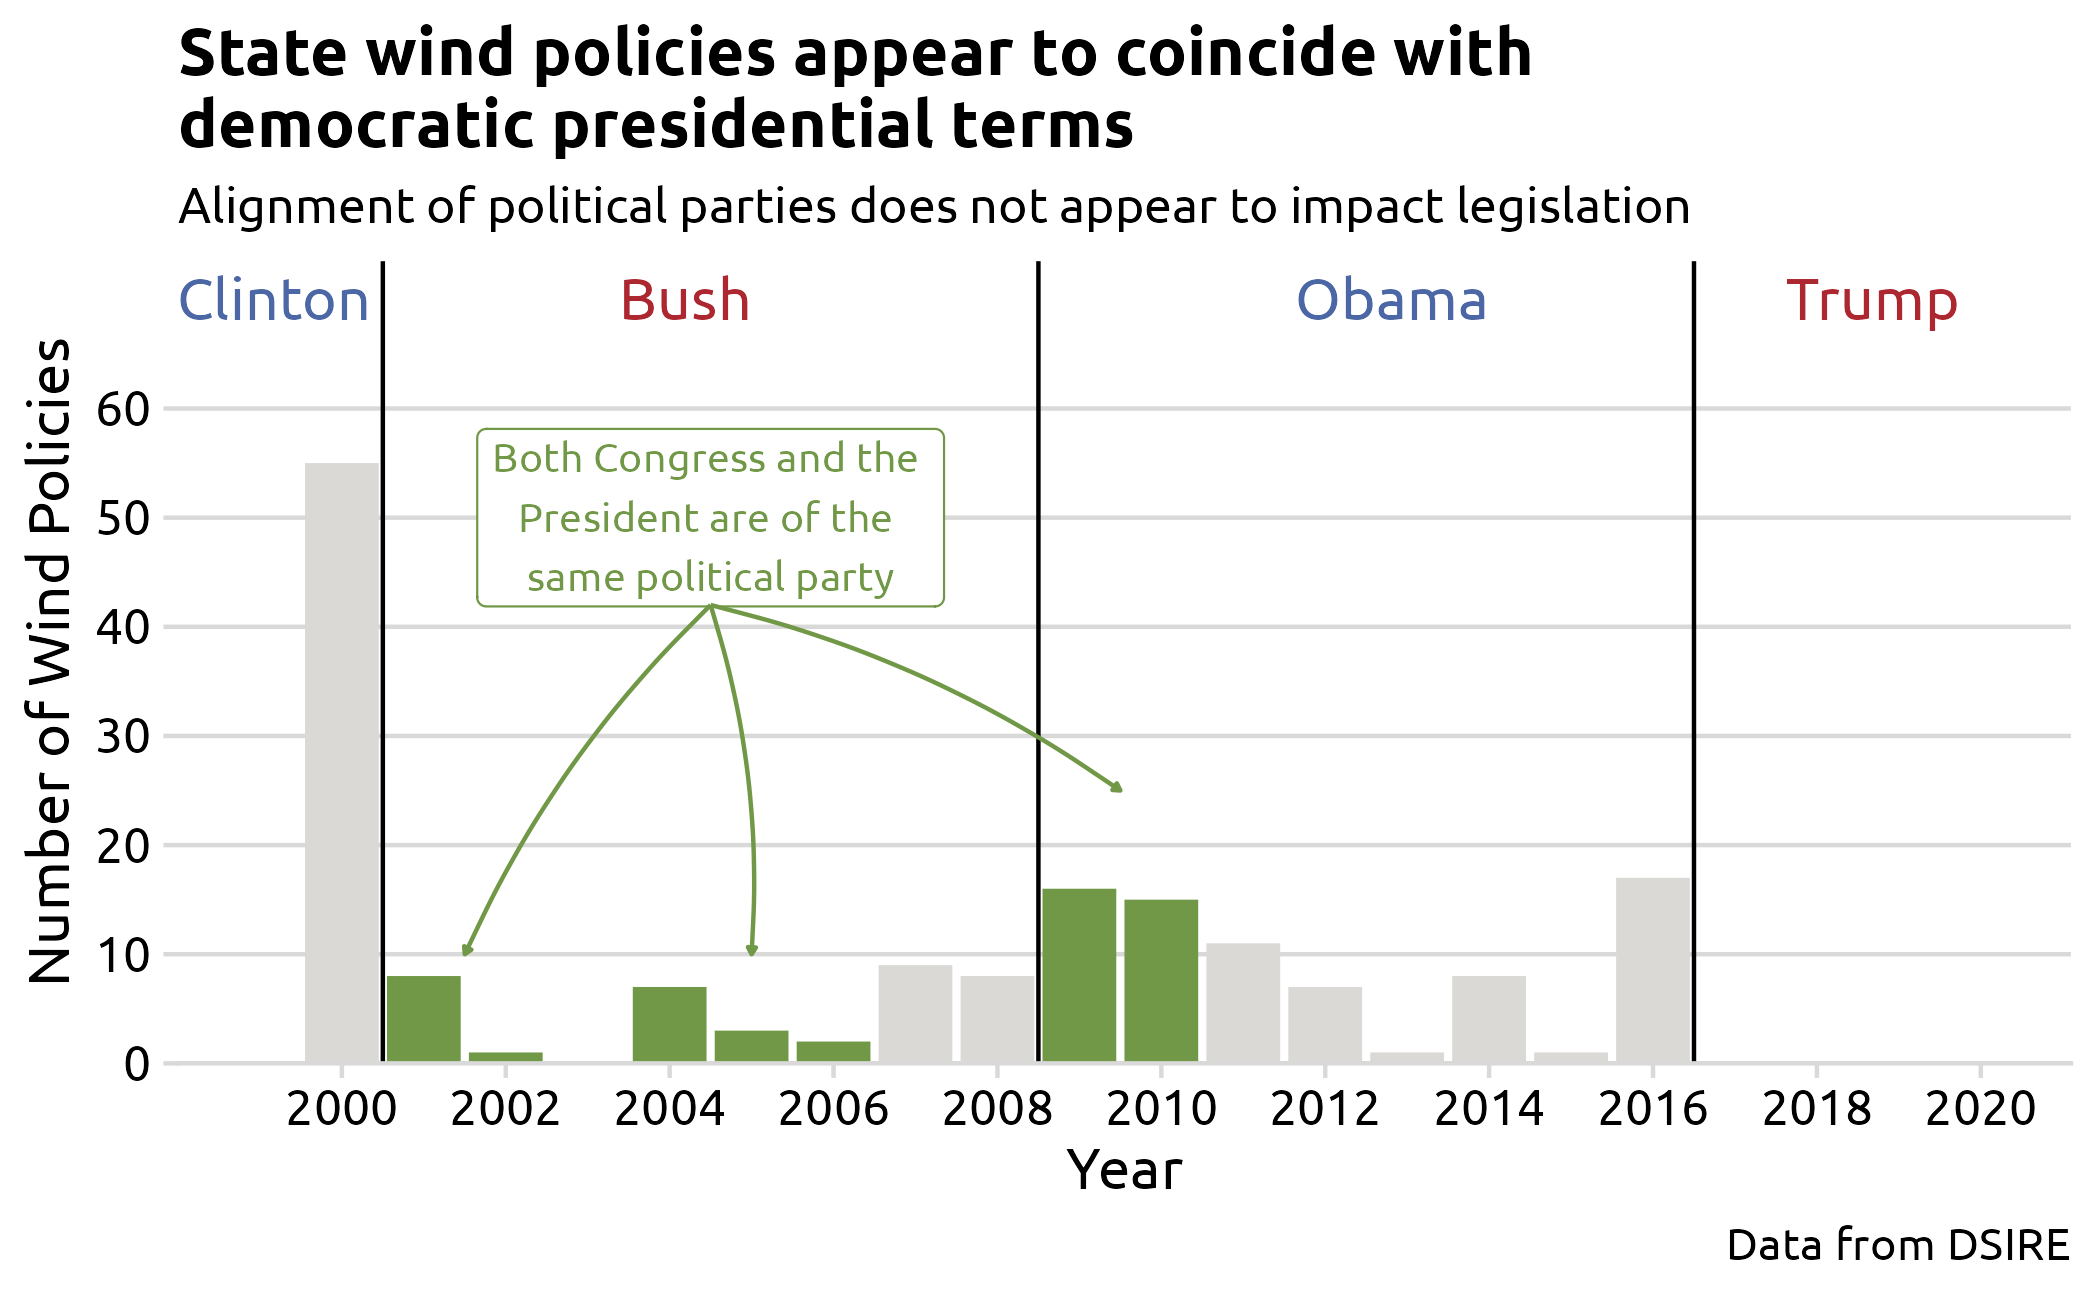 State wind policies appear to coincide with
democratic presidential terms
Alignment of political parties does not appear to impact legislation
Clinton
Bush
Obama
Trump
Number of Wind Policies
60
50
40
30
20
10
0
Both Congress and the
President are of the
same political party
2000
2002
2004
2006
2008
2010
2012
2014
2016
2018
2020
Year
Data from DSIRE